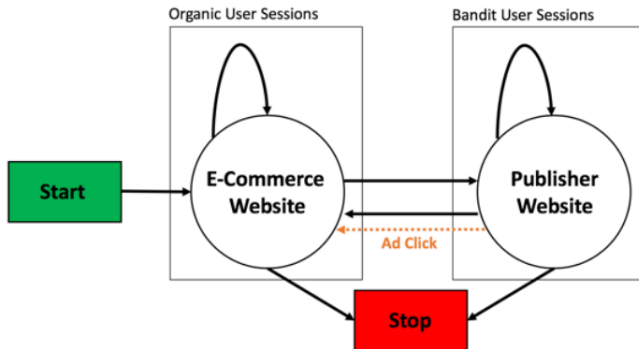 Organic User Sessions
Bandit User Sessions
Start
E-Commerce
Website
Publisher
Website
Ad Click
Stop